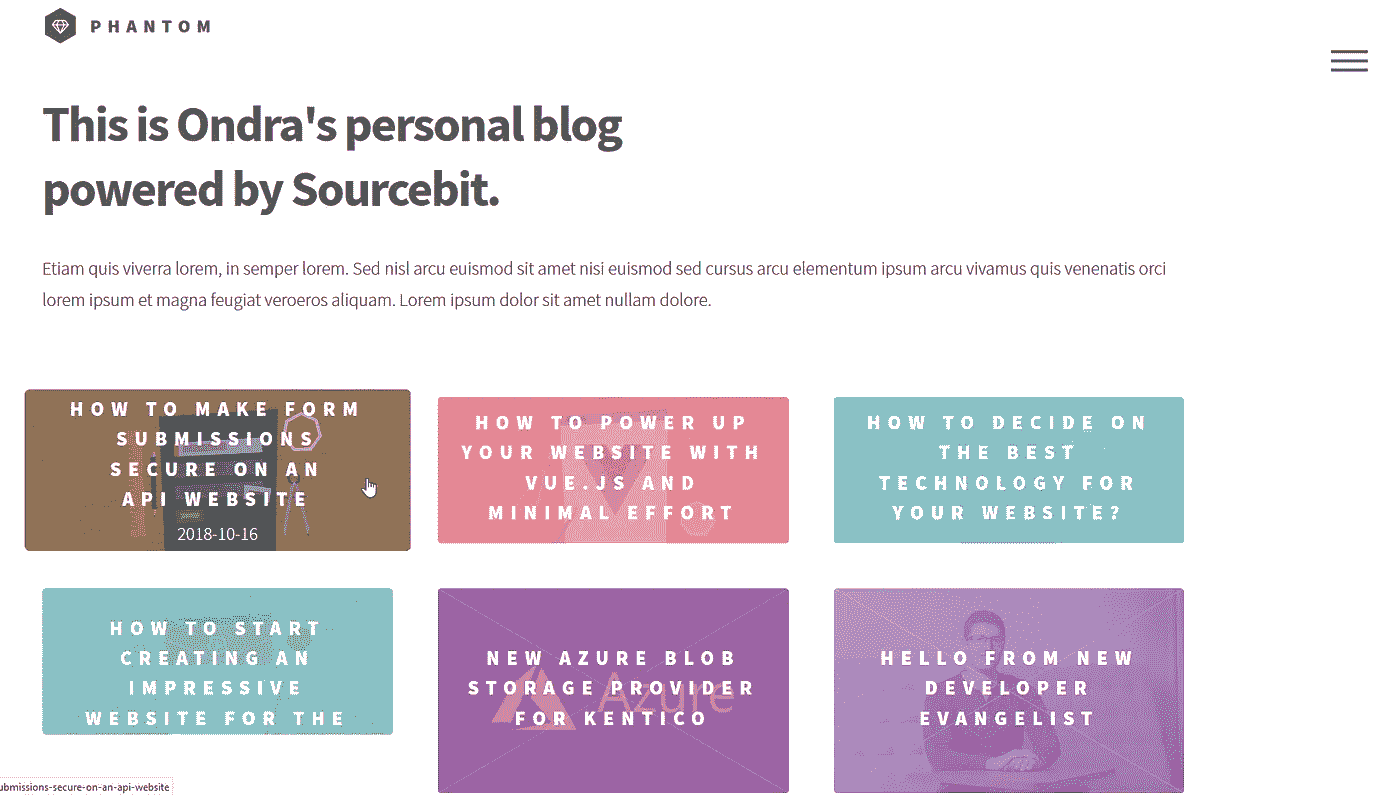 PHANTOM
This is Ondra's personal blog
powered by Sourcebit.
Etiam quis viverra lorem, in semper lorem. Sed nisl arcu euismod sit amet nisi euismod sed cursus arcu elementum ipsum arcu vivamus quis venenatis orci
lorem ipsum et magna feugiat veroeros aliquam. Lorem ipsum dolor sit amet nullam dolore.
HOW TO MAKE FORM
SUBMISSIONS
SECURE ON AN
API WEBSITE
2018-10-16
HOW TO POWER UP
YOUR WEBSITE WITH
VUE.JS AND
MINIMAL EFFORT
HOW TO DECIDE ON
THE BEST
TECHNOLOGY FOR
YOUR WEBSITE?
HOW TO START
CREATING AN
IMPRESSIVE
WEBSITE FOR THE
NEW AZURE BLOB
STORAGE PROVIDER
FOR KENTICO
Azure
HELLO FROM NEW
DEVELOPER
EVANGELIST
ubmissions-secure-on-an-api-website